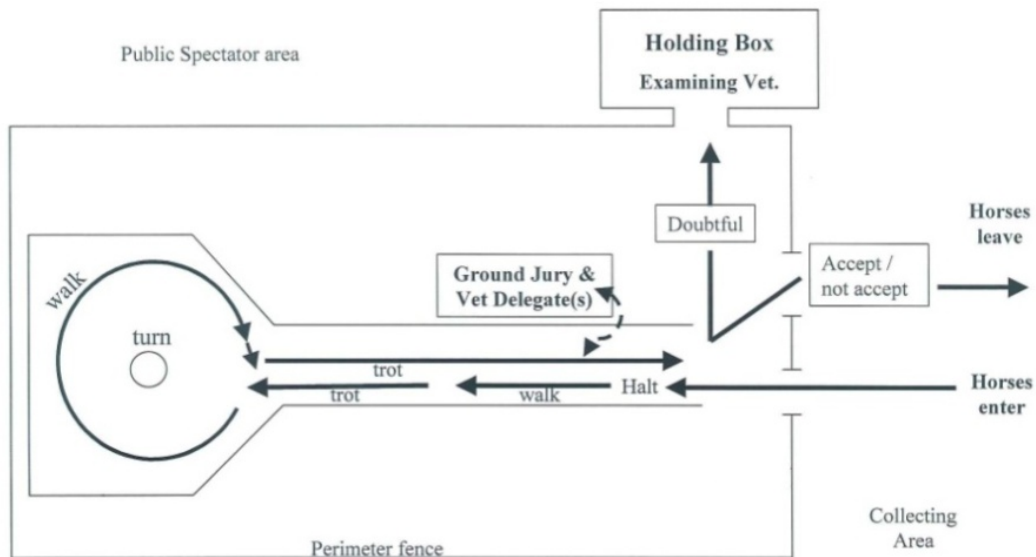 Public Spectator area
Holding Box
Examining Vet.
Doubtful
Horses
leave
Accept /
not accept
Ground Jury &
Vet Delegate(s)
walk
turn
trot
trot
walk
Halt
Horses
enter
Collecting
Area
Perimeter fence